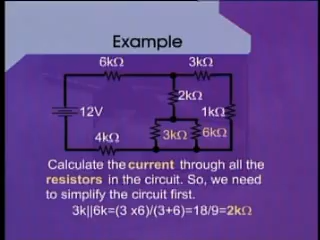 Example
6kΩ 3kΩ
2kΩ
12V 1kΩ
4kΩ 3kΩ 6kΩ
Calculate the current through all the
resistors in the circuit. So, we need
to simplify the circuit first.
3k||6k=(3 x6)/(3+6)=18/9=2kΩ